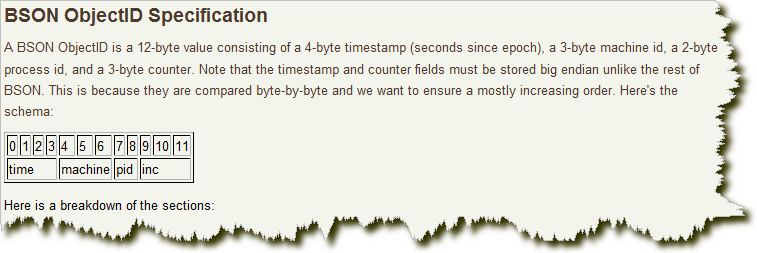 BSON ObjectID Specification
A BSON ObjectID is a 12-byte value consisting of a 4-byte timestamp (seconds since epoch), a 3-byte machine id, a 2-byte
process id, and a 3-byte counter. Note that the timestamp and counter fields must be stored big endian unlike the rest of
BSON. This is because they are compared byte-by-byte and we want to ensure a mostly increasing order. Here's the
schema:
0 1 2 3 4 5 6 7 8 9 10 11
time machine pid inc
Here is a breakdown of the sections: